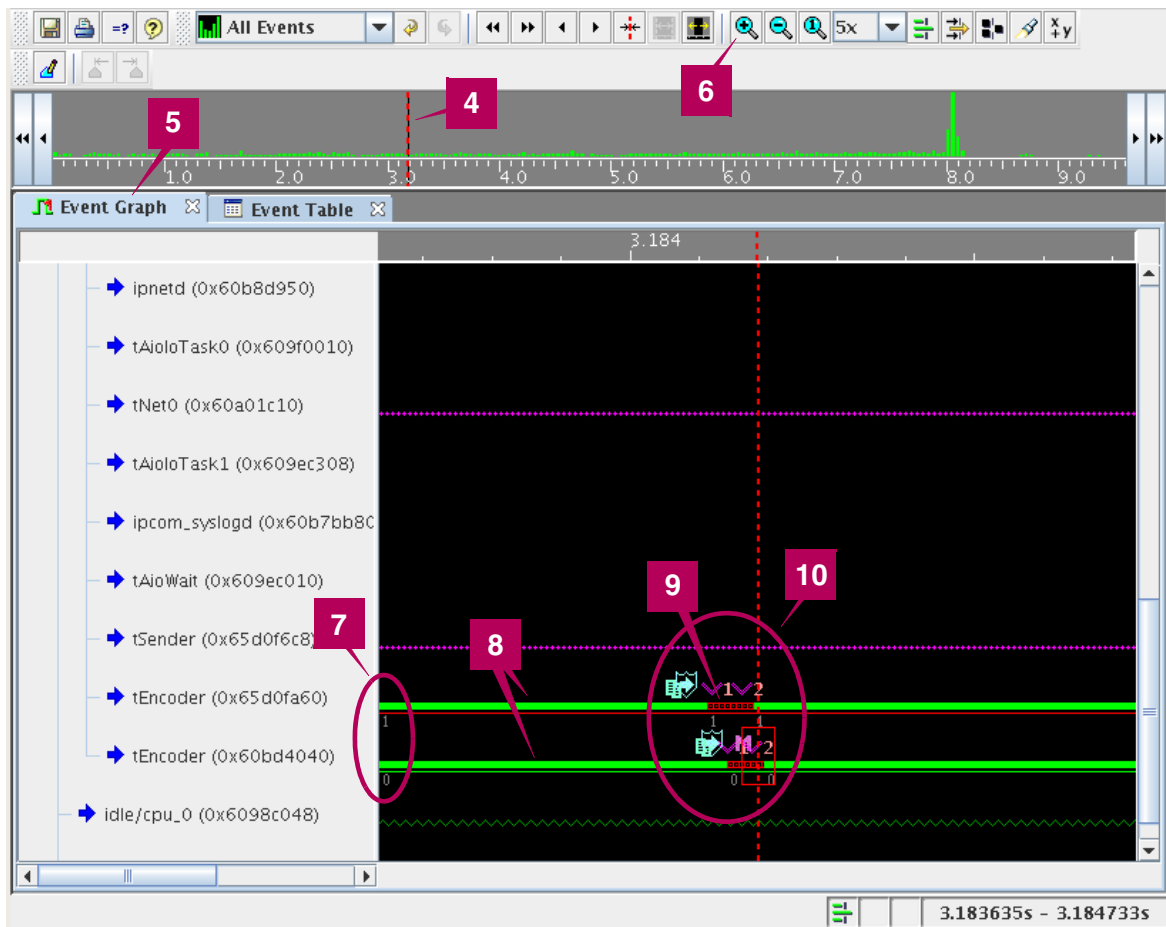 =? ? All Events 1 5x x y
6
4
5
1.0 2.0 3.0 4.0 5.0 6.0 7.0 8.0 9.0
Event Graph Event Table
3.184
ipnetd (0x60b8d950)
tAioIoTask0 (0x609f0010)
tNet0 (0x60a01c10)
tAioIoTask1 (0x609ec308)
ipcom_syslogd (0x60b7bb80
tAioWait (0x609ec010)
10
9
7
8
tSender (0x65d0f6c8)
1 2
tEncoder (0x65d0fa60)
1 1 1
2
tEncoder (0x60bd4040)
0 0 0
idle/cpu_0 (0x6098c048)
3.183635s - 3.184733s